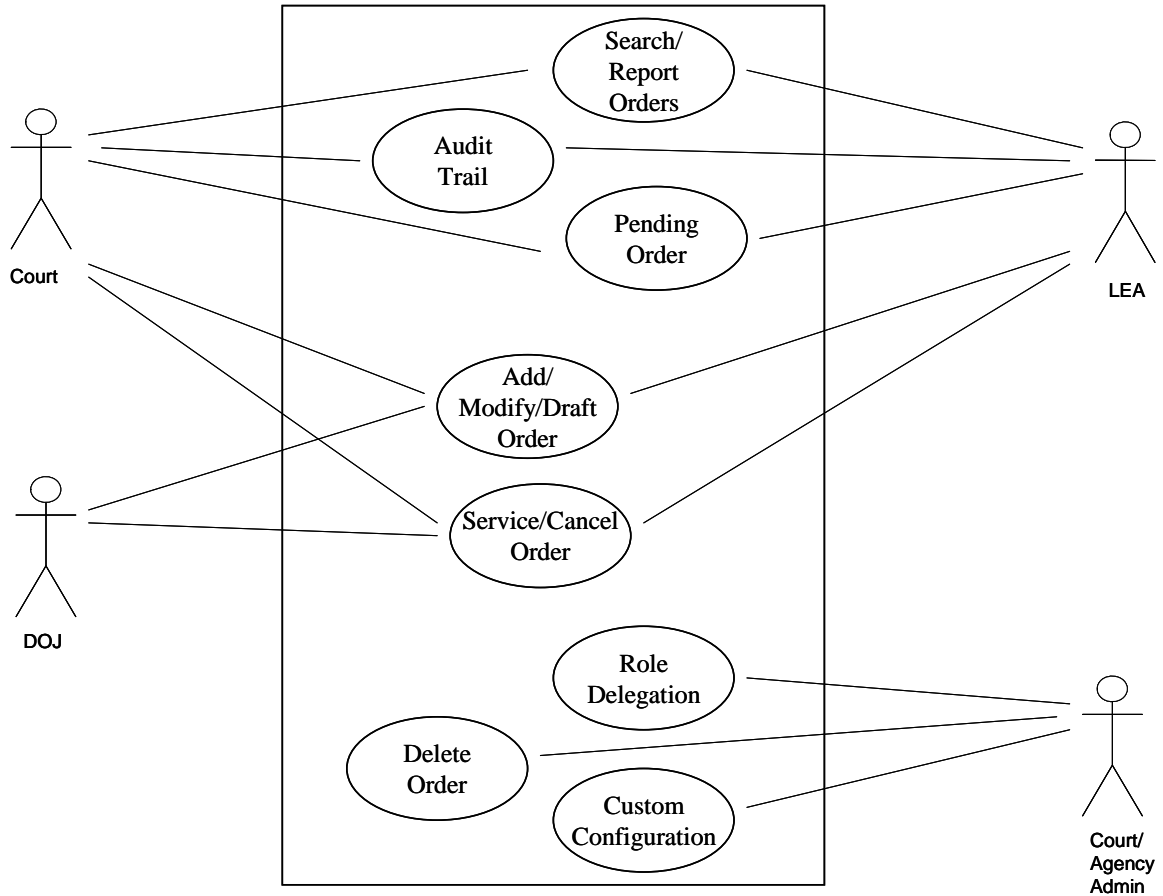 Search/
Report
Orders
Audit
Trail
Pending
Order
Court
LEA
Add/
Modify/Draft
Order
Service/Cancel
Order
DOJ
Role
Delegation
Delete
Order
Custom
Configuration
Court/
Agency
Admin